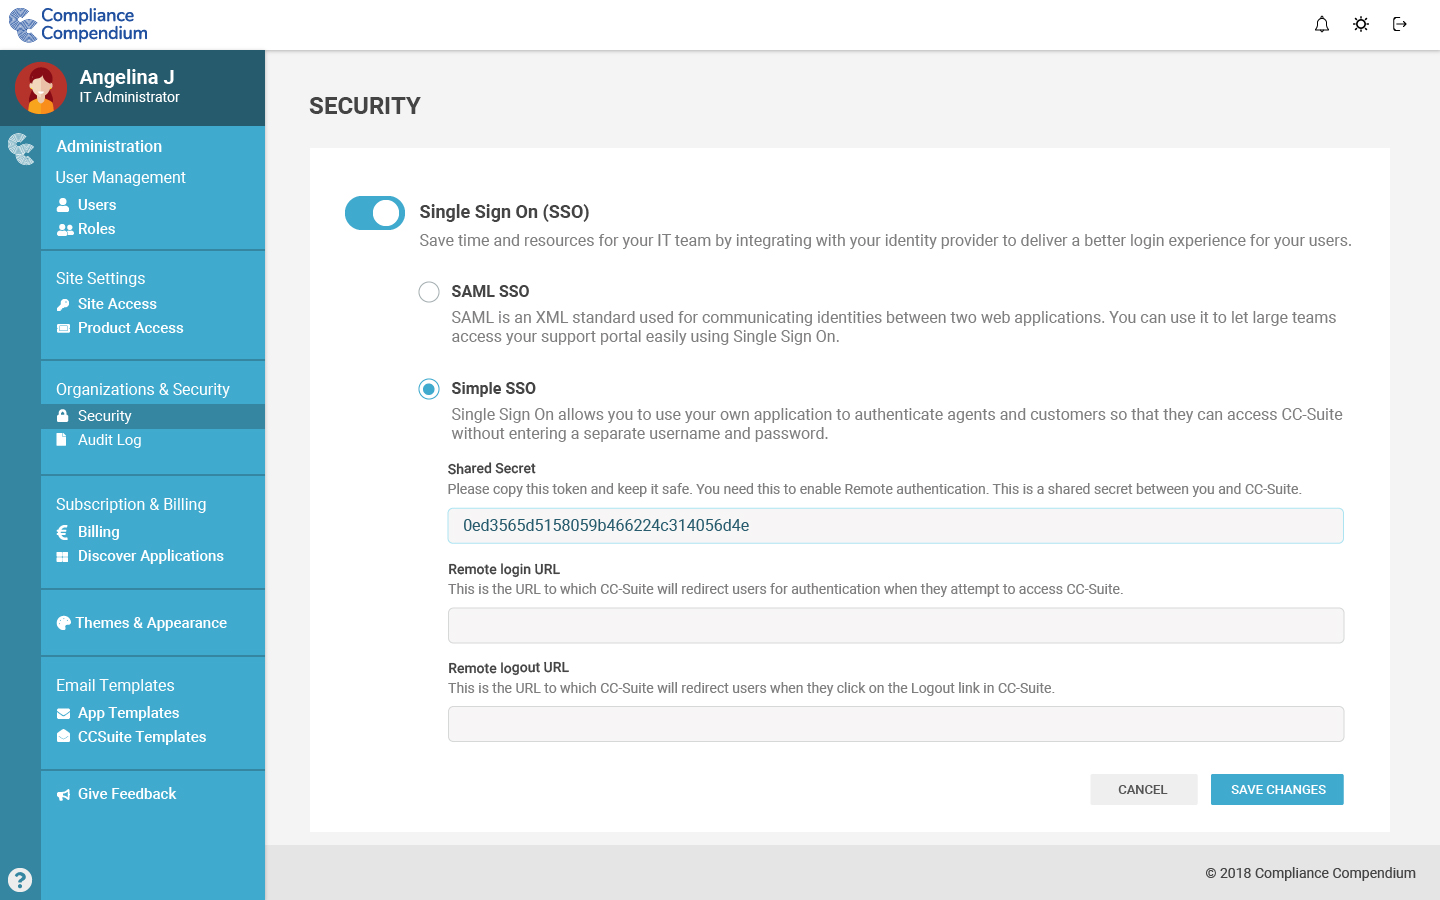 Compliance
Compendium
Angelina J
IT Administrator
Administration
User Management
Users
Roles
Site Settings
Site Access
Product Access
Organizations & Security
Security
Audit Log
Subscription & Billing
Billing
Discover Applications
Themes & Appearance
Email Templates
App Templates
CCSuite Templates
Give Feedback
?
SECURITY
Single Sign On (SSO)
Save time and resources for your IT team by integrating with your identity provider to deliver a better login experience for your users.
SAML SSO
SAML is an XML standard used for communicating identities between two web applications. You can use it to let large teams
access your support portal easily using Single Sign On.
Simple SSO
Single Sign On allows you to use your own application to authenticate agents and customers so that they can access CC-Suite
without entering a separate username and password.
Shared Secret
Please copy this token and keep it safe. You need this to enable Remote authentication. This is a shared secret between you and CC-Suite.
0ed3565d5158059b466224c314056d4e
Remote login URL
This is the URL to which CC-Suite will redirect users for authentication when they attempt to access CC-Suite.
Remote logout URL
This is the URL to which CC-Suite will redirect users when they click on the Logout link in CC-Suite.
CANCEL
SAVE CHANGES
© 2018 Compliance Compendium